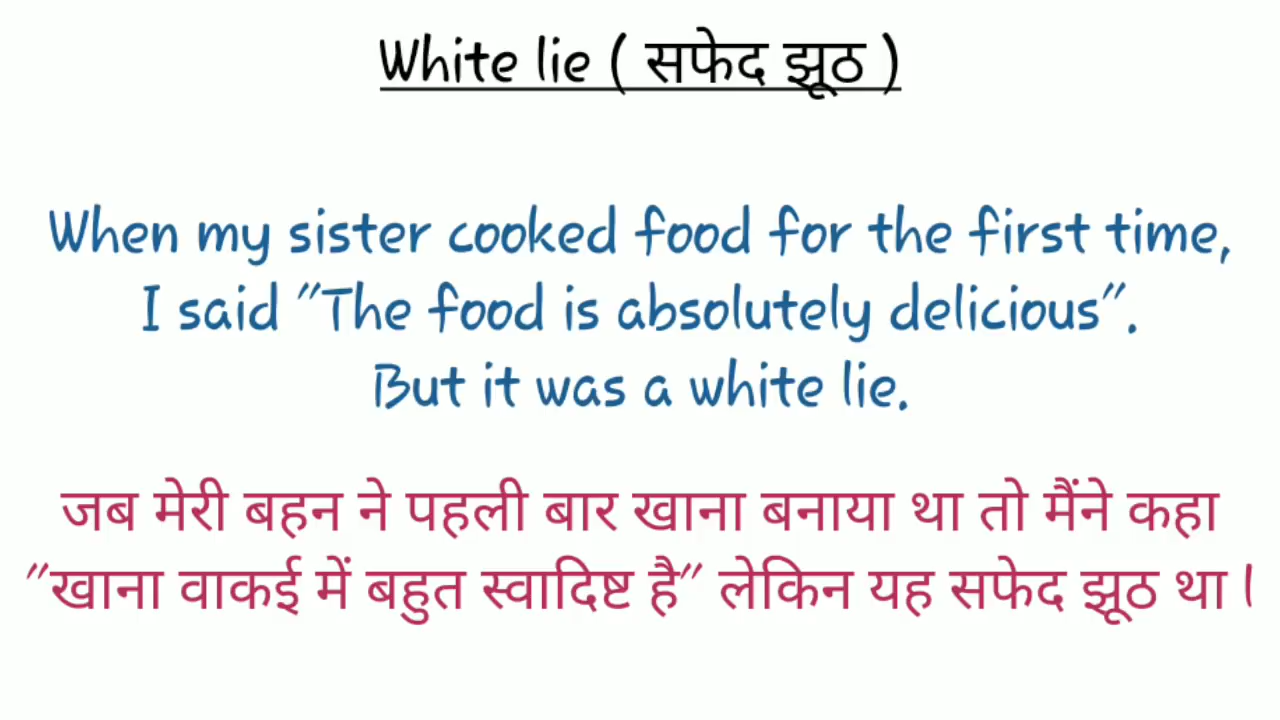 White lie ( सफेद झूठ )
When my sister cooked food for the first time,
I said "The food is absolutely delicious".
But it was a white lie.
जब मेरी बहन ने पहली बार खाना बनाया था तो मैंने कहा
"खाना वाकई में बहुत स्वादिष्ट है" लेकिन यह सफेद झूठ था ।